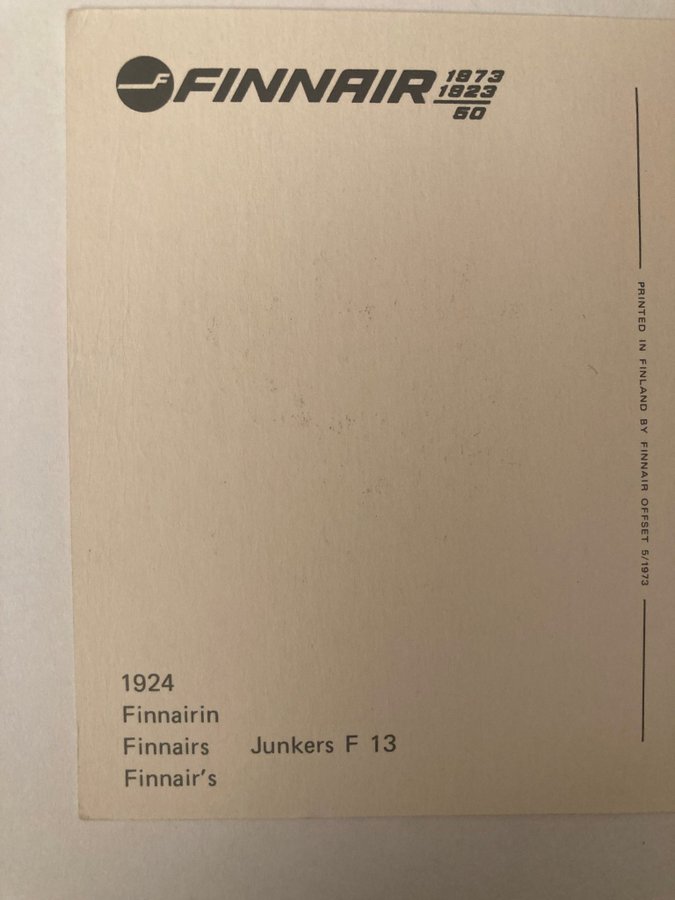 FINNAIR 1973
1923
50
PRINTED IN FINLAND BY FINNAIR OFFSET 5/1973
1924
Finnairin
Finnairs Junkers F 13
Finnair's